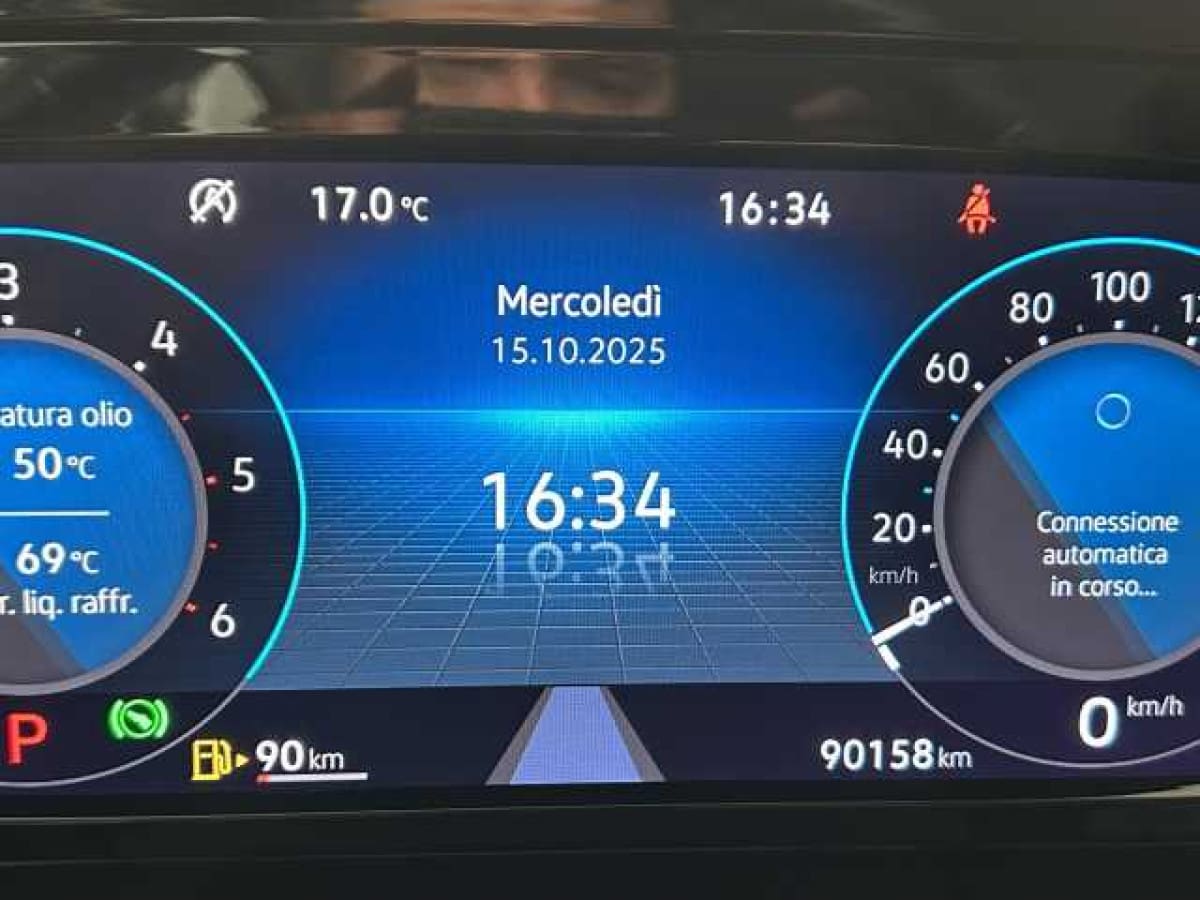 17.0 °C
16:34
Mercoledì
15.10.2025
16:34
3
4
5
6
atura olio
50 °C
69 °C
r. liq. raffr.
100
80
60
40
20
0
km/h
Connessione
automatica
in corso...
P
90 km
90158 km
0 km/h